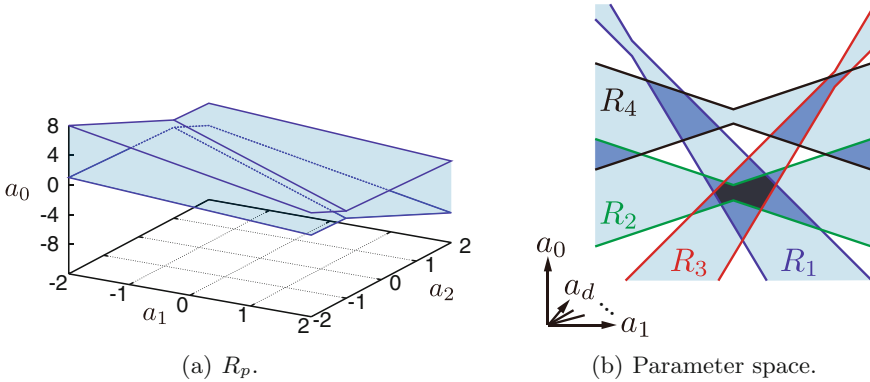 8
4
0
-4
-8
a₀
-2
-1
0
1
2
a₁
-2
-1
0
1
2
a₂
(a) Rₚ.
R₄
R₂
R₃
R₁
a₀
a_d
...
a₁
(b) Parameter space.